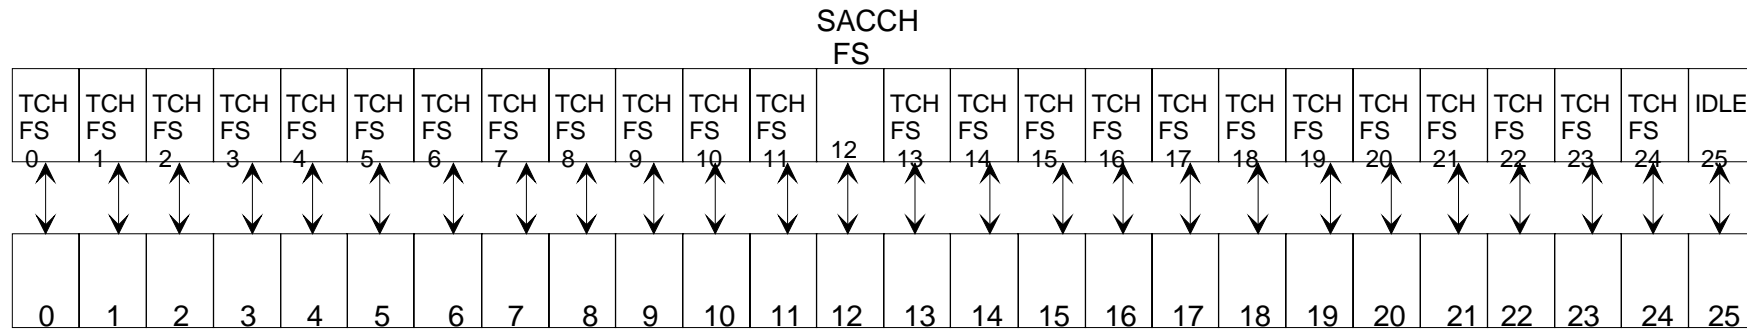 SACCH
FS
TCH TCH TCH TCH TCH TCH TCH TCH TCH TCH TCH TCH TCH TCH TCH TCH TCH TCH TCH TCH TCH TCH TCH TCH IDLE
FS FS FS FS FS FS FS FS FS FS FS FS FS FS FS FS FS FS FS FS FS FS FS FS
0 1 2 3 4 5 6 7 8 9 10 11 12 13 14 15 16 17 18 19 20 21 22 23 24 25
0 1 2 3 4 5 6 7 8 9 10 11 12 13 14 15 16 17 18 19 20 21 22 23 24 25